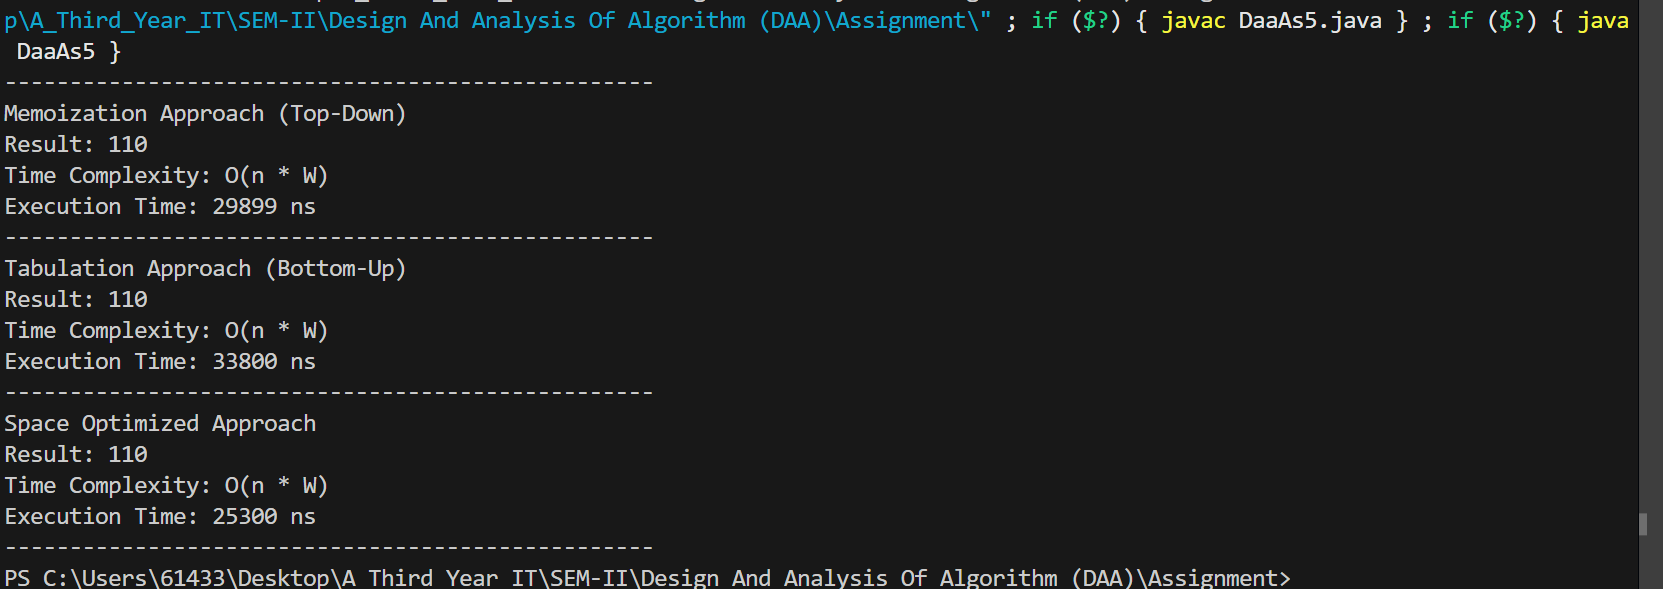 p\A_Third_Year_IT\SEM-II\Design And Analysis Of Algorithm (DAA)\Assignment\" ; if ($?) { javac DaaAs5.java } ; if ($?) { java
DaaAs5 }
--------------------------------------------------
Memoization Approach (Top-Down)
Result: 110
Time Complexity: O(n * W)
Execution Time: 29899 ns
--------------------------------------------------
Tabulation Approach (Bottom-Up)
Result: 110
Time Complexity: O(n * W)
Execution Time: 33800 ns
--------------------------------------------------
Space Optimized Approach
Result: 110
Time Complexity: O(n * W)
Execution Time: 25300 ns
--------------------------------------------------
PS C:\Users\61433\Desktop\A_Third_Year_IT\SEM-II\Design And Analysis Of Algorithm (DAA)\Assignment>